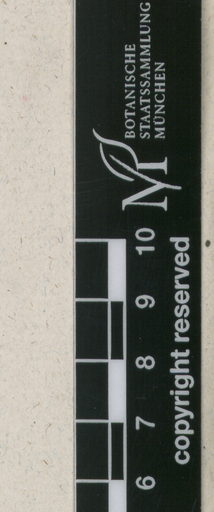 BOTANISCHE
STAATSSAMMLUNG
MÜNCHEN
M
6 7 8 9 10
copyright reserved